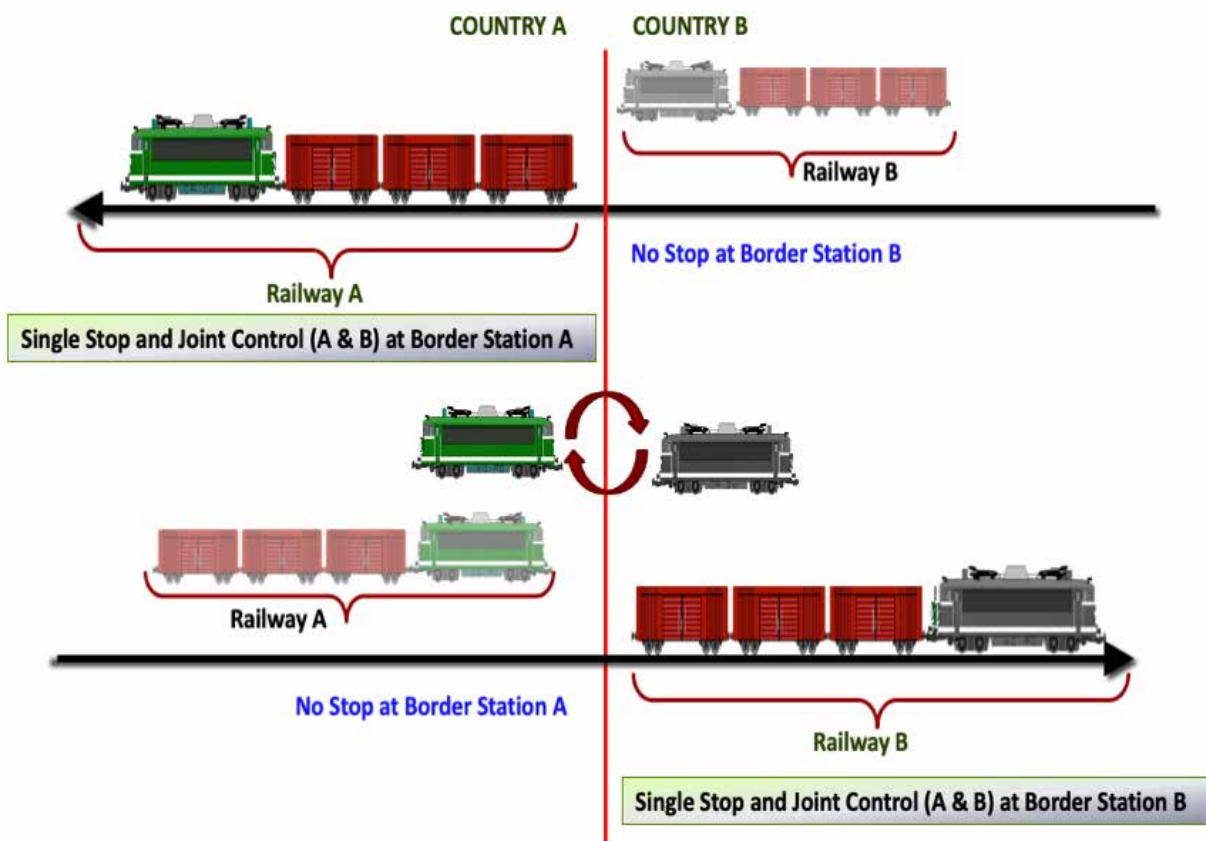 COUNTRY A
COUNTRY B
Railway B
No Stop at Border Station B
Railway A
Single Stop and Joint Control (A & B) at Border Station A
Railway A
No Stop at Border Station A
Railway B
Single Stop and Joint Control (A & B) at Border Station B